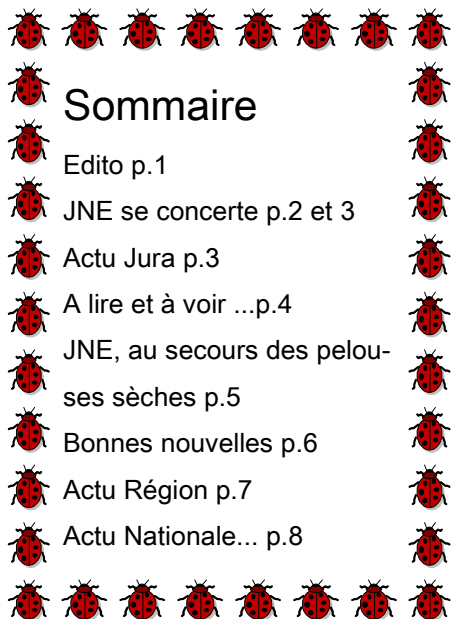 Sommaire
Edito p.1
JNE se concerte p.2 et 3
Actu Jura p.3
A lire et à voir ...p.4
JNE, au secours des pelou-
ses sèches p.5
Bonnes nouvelles p.6
Actu Région p.7
Actu Nationale... p.8